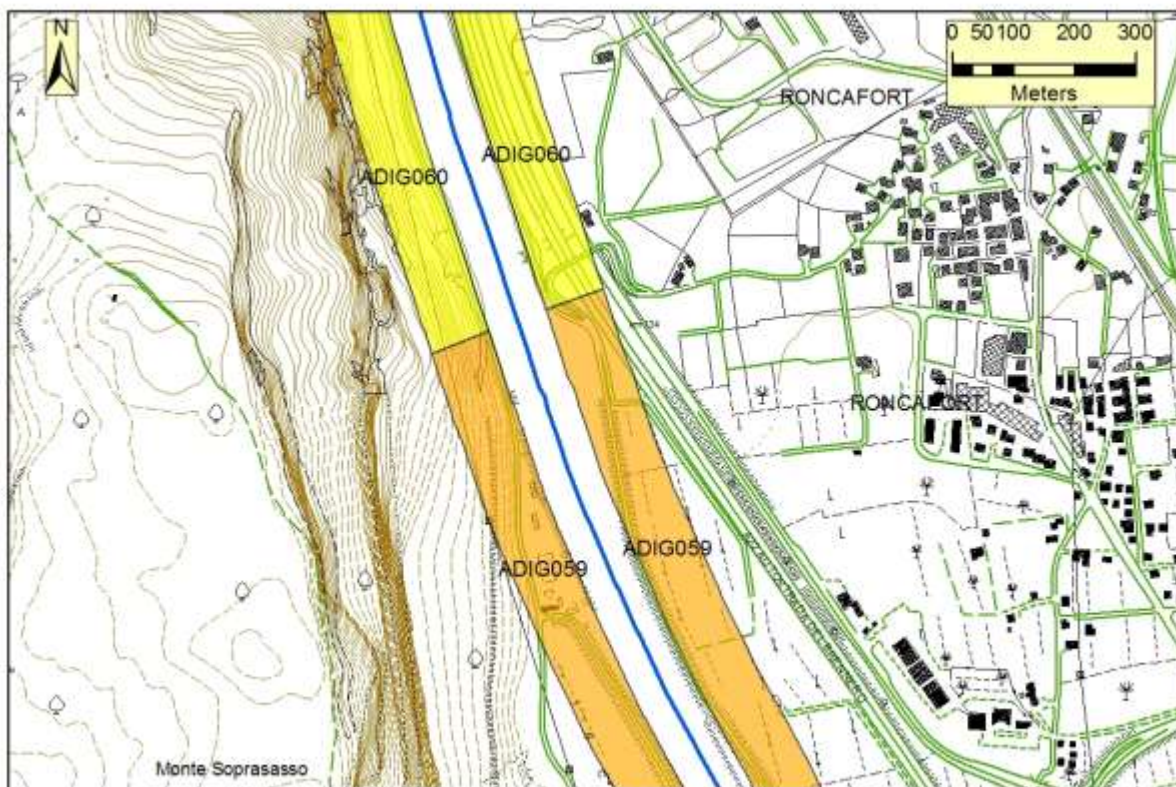 N
0 50 100 200 300
Meters
RONCAFORT
ADIG060
ADIG060
RONCAFORT
ADIG059
ADIG059
Monte Soprasasso